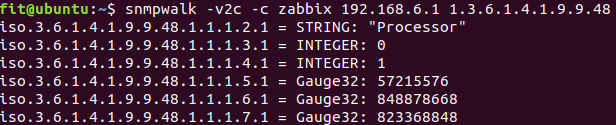 fit@ubuntu:~$ snmpwalk -v2c -c zabbix 192.168.6.1 1.3.6.1.4.1.9.9.48
iso.3.6.1.4.1.9.9.48.1.1.1.2.1 = STRING: "Processor"
iso.3.6.1.4.1.9.9.48.1.1.1.3.1 = INTEGER: 0
iso.3.6.1.4.1.9.9.48.1.1.1.4.1 = INTEGER: 1
iso.3.6.1.4.1.9.9.48.1.1.1.5.1 = Gauge32: 57215576
iso.3.6.1.4.1.9.9.48.1.1.1.6.1 = Gauge32: 848878668
iso.3.6.1.4.1.9.9.48.1.1.1.7.1 = Gauge32: 823368848